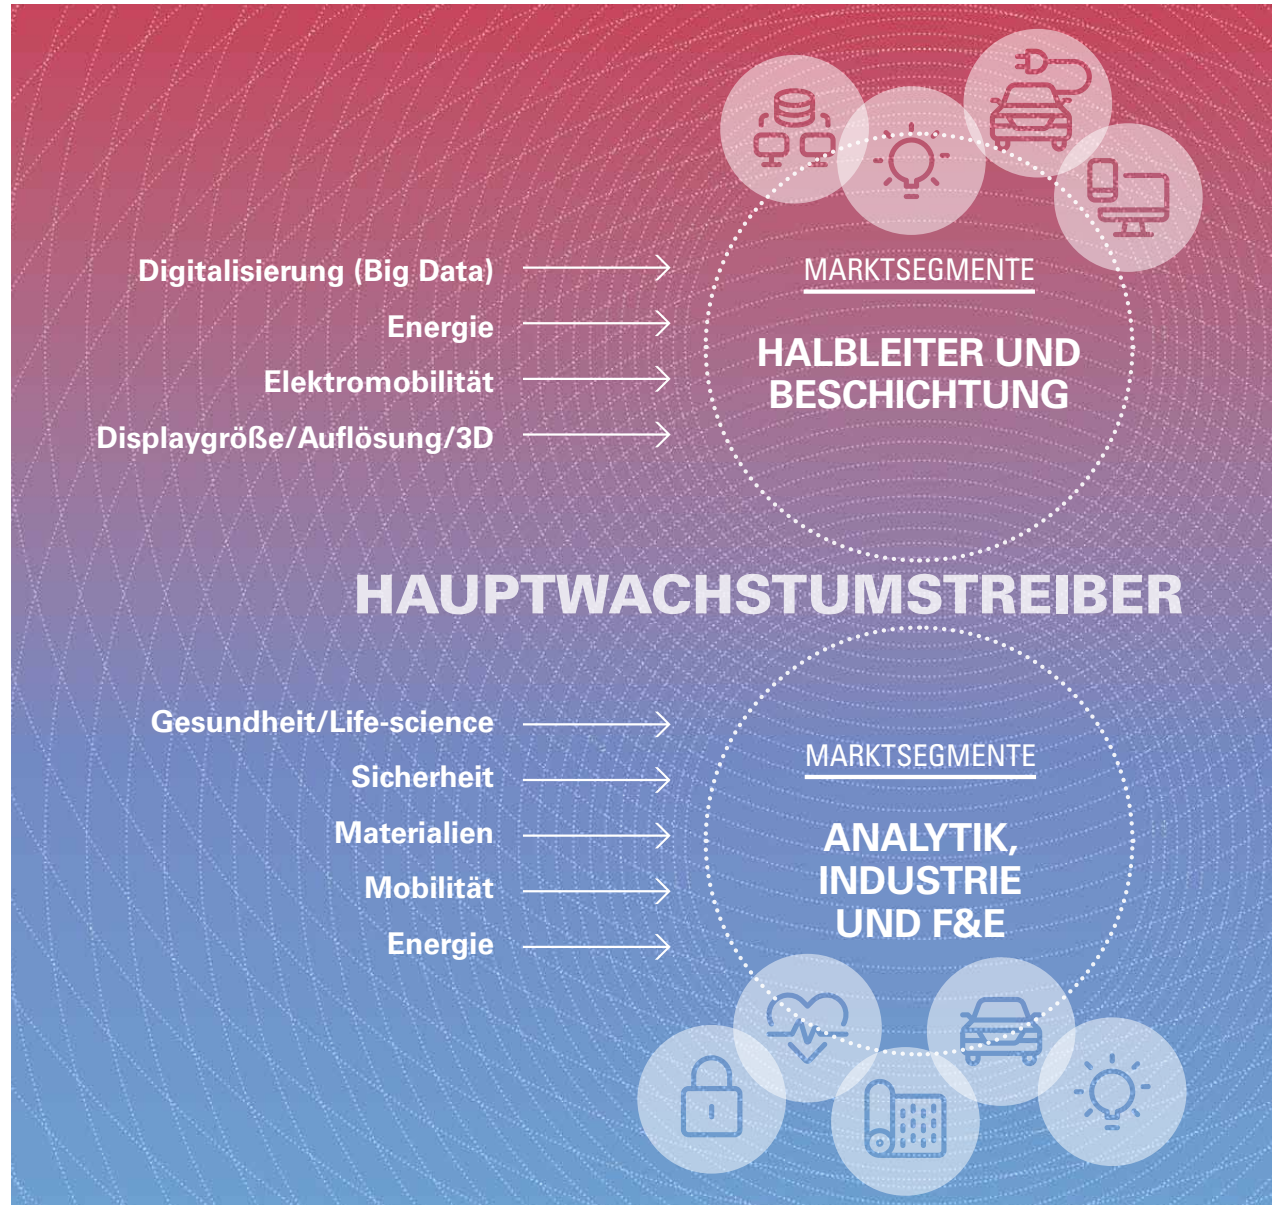 Digitalisierung (Big Data)
Energie
Elektromobilität
Displaygröße/Auflösung/3D
MARKTSEGMENTE
HALBLEITER UND
BESCHICHTUNG
HAUPTWACHSTUMSTREIBER
Gesundheit/Life-science
Sicherheit
Materialien
Mobilität
Energie
MARKTSEGMENTE
ANALYTIK,
INDUSTRIE
UND F&E